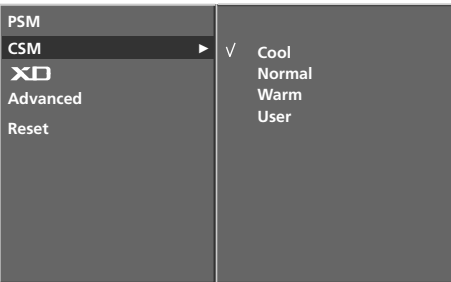 PSM
CSM
XD
Advanced
Reset
√ Cool
Normal
Warm
User